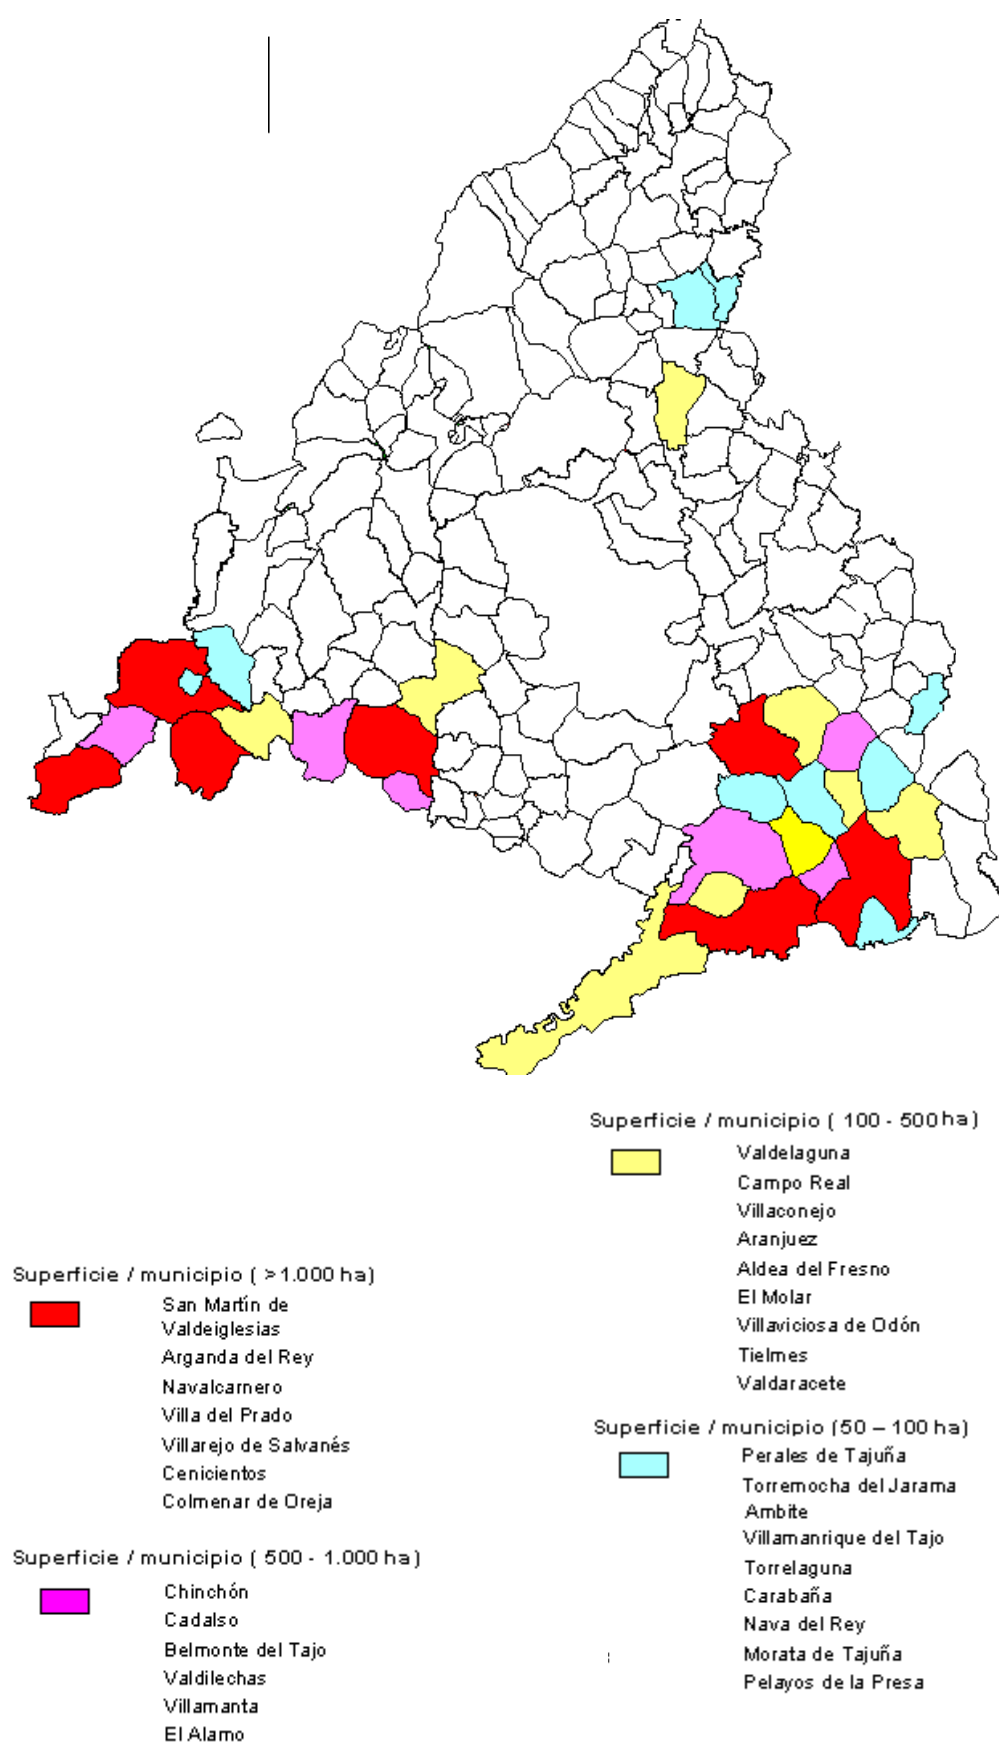 Superficie / municipio ( >1.000 ha)
San Martín de
Valdeiglesias
Arganda del Rey
Navalcarnero
Villa del Prado
Villarejo de Salvanés
Cenicientos
Colmenar de Oreja
Superficie / municipio ( 500 - 1.000 ha)
Chinchón
Cadalso
Belmonte del Tajo
Valdilechas
Villamanta
El Alamo
Superficie / municipio ( 100 - 500 ha)
Valdelaguna
Campo Real
Villaconejo
Aranjuez
Aldea del Fresno
El Molar
Villaviciosa de Odón
Tielmes
Valdaracete
Superficie / municipio (50 – 100 ha)
Perales de Tajuña
Torremocha del Jarama
Ambite
Villamanrique del Tajo
Torrelaguna
Carabaña
Nava del Rey
Morata de Tajuña
Pelayos de la Presa